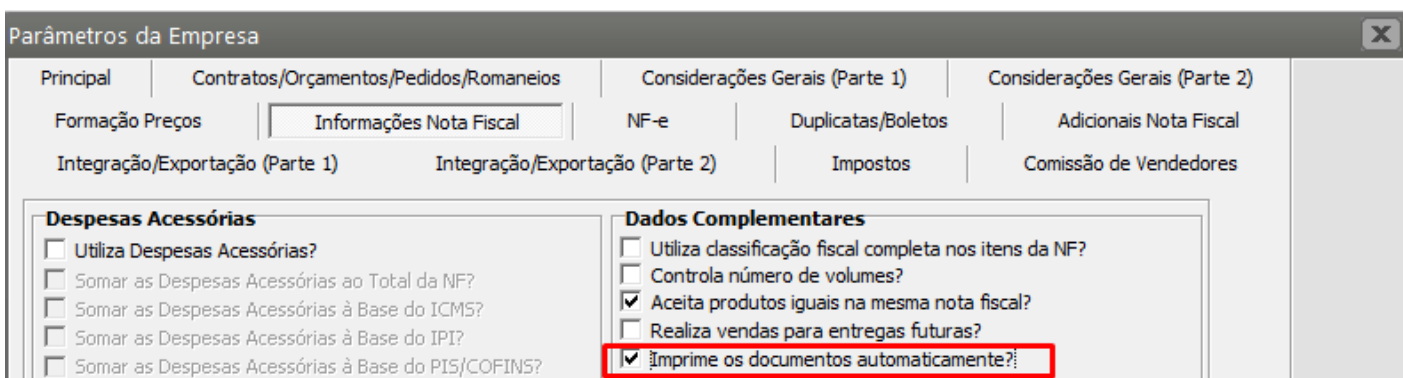 Parâmetros da Empresa
Principal Contratos/Orçamentos/Pedidos/Romaneios Considerações Gerais (Parte 1) Considerações Gerais (Parte 2)
Formação Preços Informações Nota Fiscal NF-e Duplicatas/Boletos Adicionais Nota Fiscal
Integração/Exportação (Parte 1) Integração/Exportação (Parte 2) Impostos Comissão de Vendedores
Despesas Acessórias
Utiliza Despesas Acessórias?
Somar as Despesas Acessórias ao Total da NF?
Somar as Despesas Acessórias à Base do ICMS?
Somar as Despesas Acessórias à Base do IPI?
Somar as Despesas Acessórias à Base do PIS/COFINS?
Dados Complementares
Utiliza classificação fiscal completa nos itens da NF?
Controla número de volumes?
Aceita produtos iguais na mesma nota fiscal?
Realiza vendas para entregas futuras?
Imprime os documentos automaticamente?